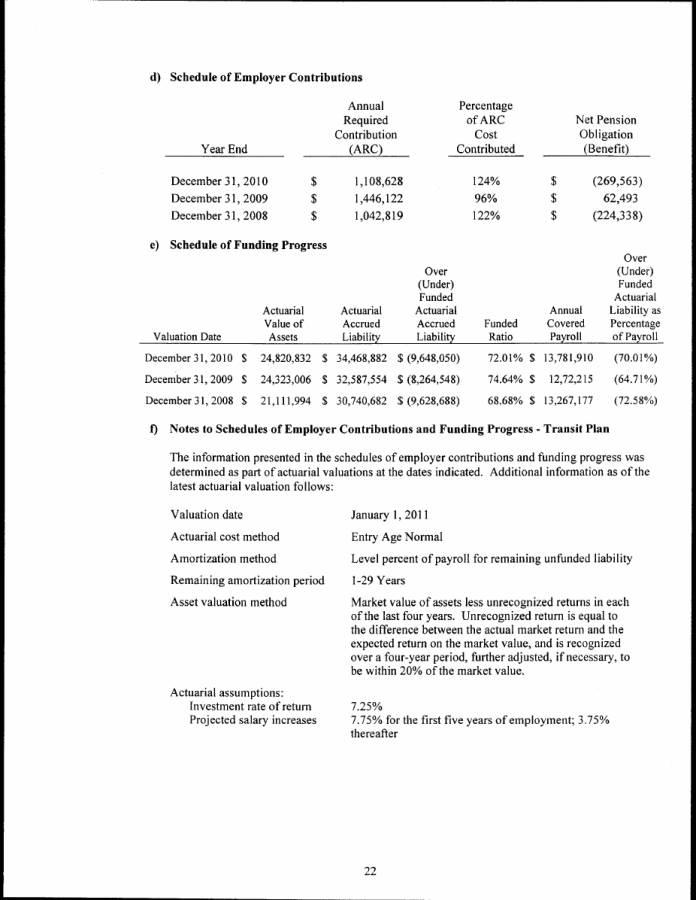 d) Schedule of Employer Contributions
Annual Percentage
Required of ARC Net Pension
Contribution Cost Obligation
Year End (ARC) Contributed (Benefit)
December 31, 2010 $ 1,108,628 124% $ (269,563)
December 31, 2009 $ 1,446,122 96% $ 62,493
December 31, 2008 $ 1,042,819 122% $ (224,338)
e) Schedule of Funding Progress
Over
Over (Under)
(Under) Funded
Funded Actuarial
Actuarial Actuarial Actuarial Annual Liability as
Value of Accrued Accrued Funded Covered Percentage
Valuation Date Assets Liability Liability Ratio Payroll of Payroll
December 31, 2010 $ 24,820,832 $ 34,468,882 $ (9,648,050) 72.01% $ 13,781,910 (70.01%)
December 31, 2009 $ 24,323,006 $ 32,587,554 $ (8,264,548) 74.64% $ 12,72,215 (64.71%)
December 31, 2008 $ 21,111,994 $ 30,740,682 $ (9,628,688) 68.68% $ 13,267,177 (72.58%)
f) Notes to Schedules of Employer Contributions and Funding Progress - Transit Plan
The information presented in the schedules of employer contributions and funding progress was
determined as part of actuarial valuations at the dates indicated. Additional information as of the
latest actuarial valuation follows:
Valuation date January 1, 2011
Actuarial cost method Entry Age Normal
Amortization method Level percent of payroll for remaining unfunded liability
Remaining amortization period 1-29 Years
Asset valuation method Market value of assets less unrecognized returns in each
of the last four years. Unrecognized return is equal to
the difference between the actual market return and the
expected return on the market value, and is recognized
over a four-year period, further adjusted, if necessary, to
be within 20% of the market value.
Actuarial assumptions:
Investment rate of return 7.25%
Projected salary increases 7.75% for the first five years of employment; 3.75%
thereafter
22